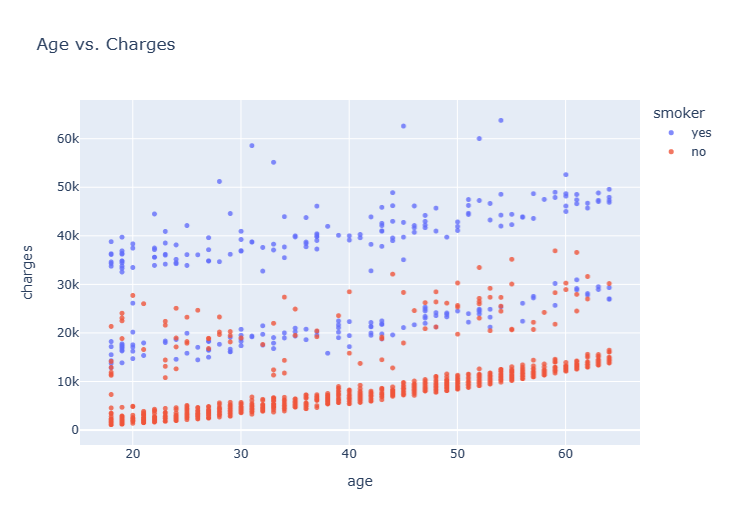 Age vs. Charges
smoker
yes
no
60k
50k
40k
30k
20k
10k
0
20
30
40
50
60
age
charges